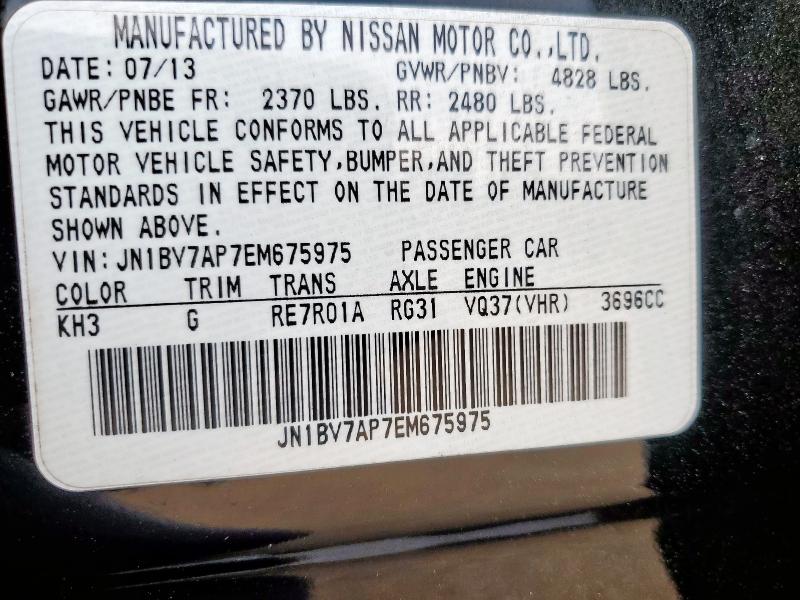 MANUFACTURED BY NISSAN MOTOR CO.,LTD.
DATE: 07/13 GVWR/PNBV: 4828 LBS.
GAWR/PNBE FR: 2370 LBS. RR: 2480 LBS.
THIS VEHICLE CONFORMS TO ALL APPLICABLE FEDERAL
MOTOR VEHICLE SAFETY,BUMPER,AND THEFT PREVENTION
STANDARDS IN EFFECT ON THE DATE OF MANUFACTURE
SHOWN ABOVE.
VIN: JN1BV7AP7EM675975 PASSENGER CAR
COLOR TRIM TRANS AXLE ENGINE
KH3 G RE7R01A RG31 VQ37(VHR) 3696CC
JN1BV7AP7EM675975